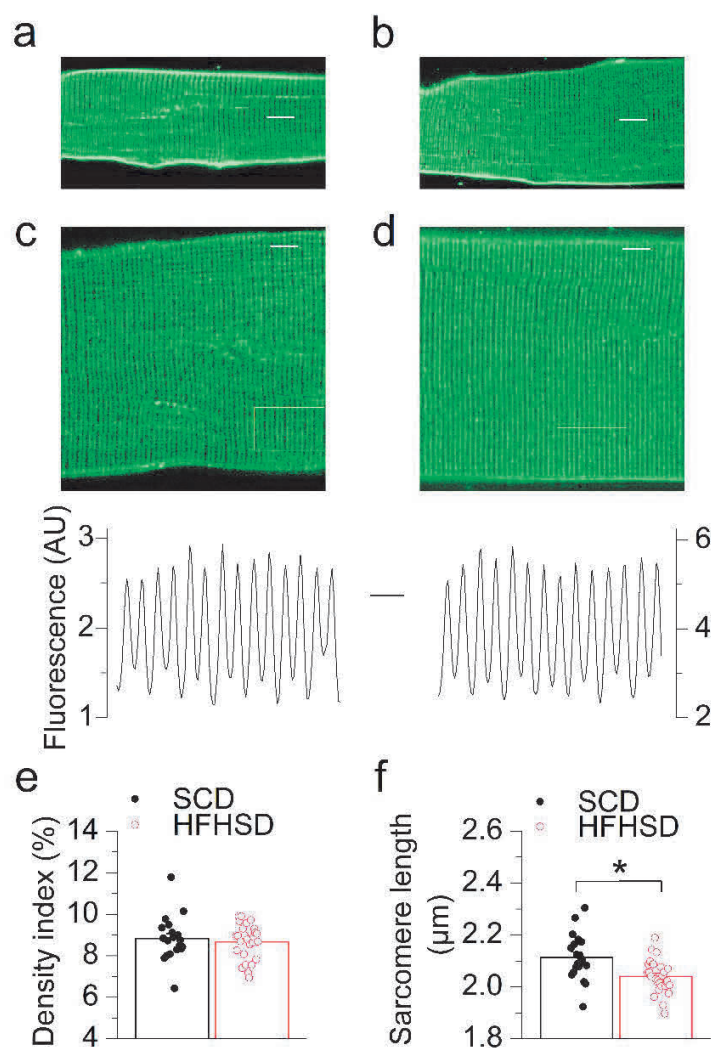 a
b
c
d
Fluorescence (AU)
3
2
1
6
4
2
e
SCD
HFHSD
Density index (%)
14
12
10
8
6
4
f
SCD
HFHSD
*
Sarcomere length
(μm)
2.6
2.4
2.2
2.0
1.8